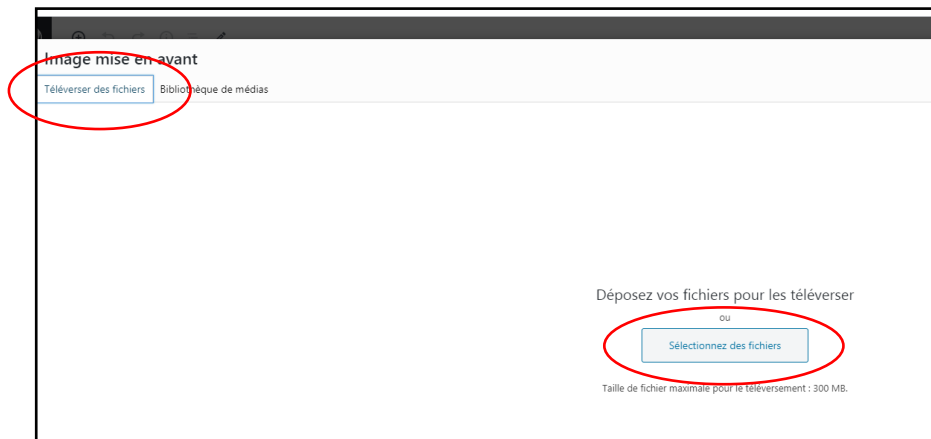 Image mise en avant
Téléverser des fichiers Bibliothèque de médias
Déposez vos fichiers pour les téléverser
ou
Sélectionnez des fichiers
Taille de fichier maximale pour le téléversement : 300 MB.